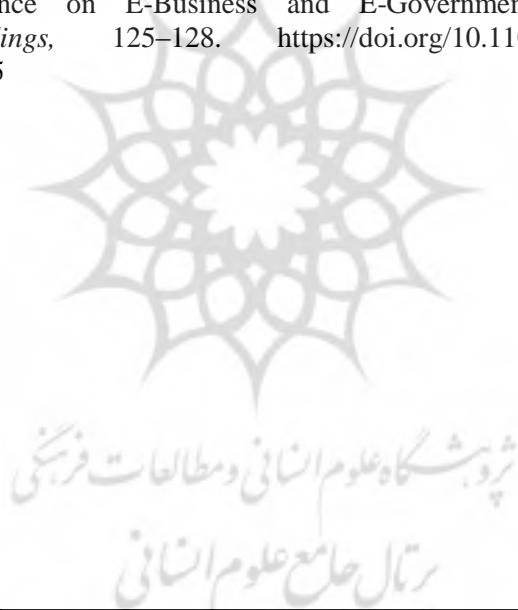 nce on E-Business and E-Governmen
ings, 125–128. https://doi.org/10.11
5
پژوهشگاه علوم انسانی و مطالعات فرهنگی
پرتال جامع علوم انسانی